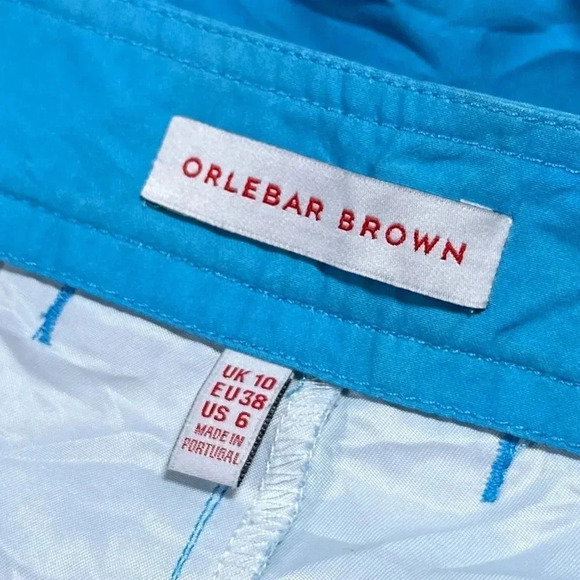 ORLEBAR BROWN
UK 10
EU38
US 6
MADE IN
PORTUGAL